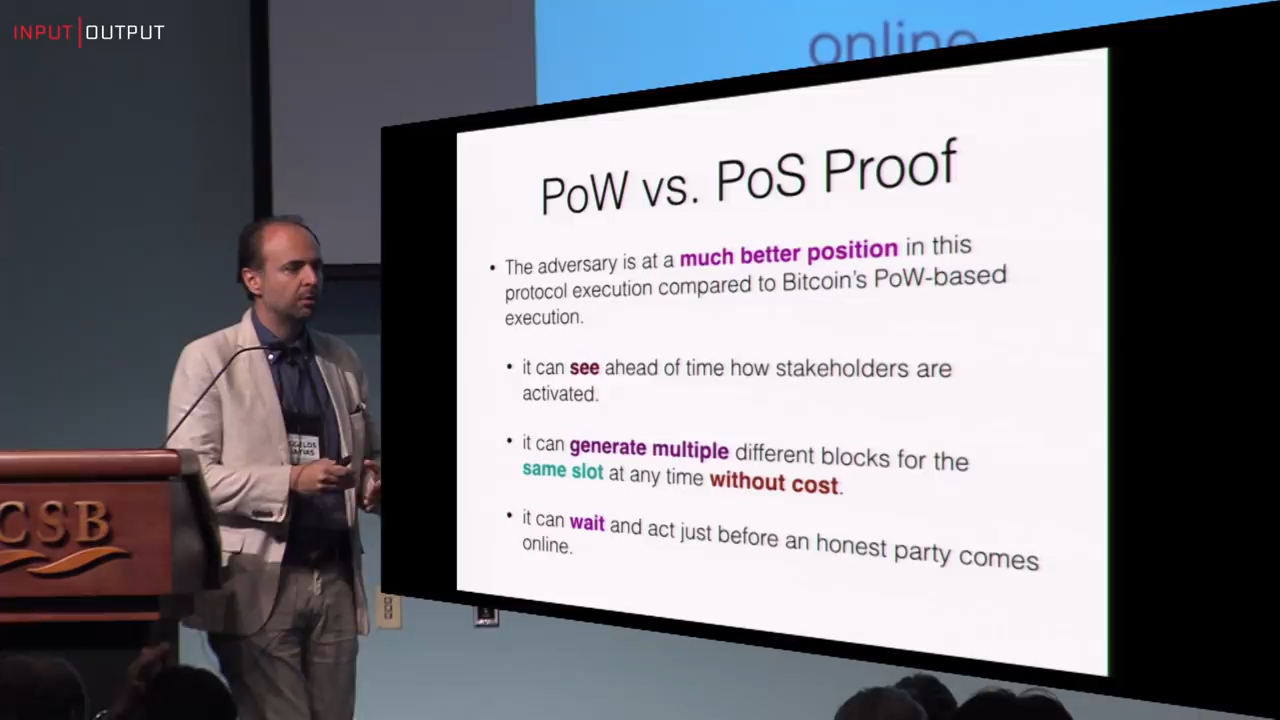 INPUT|OUTPUT
online
PoW vs. PoS Proof
• The adversary is at a much better position in this
protocol execution compared to Bitcoin's PoW-based
execution.
• it can see ahead of time how stakeholders are
activated.
• it can generate multiple different blocks for the
same slot at any time without cost.
• it can wait and act just before an honest party comes
online.
CSB